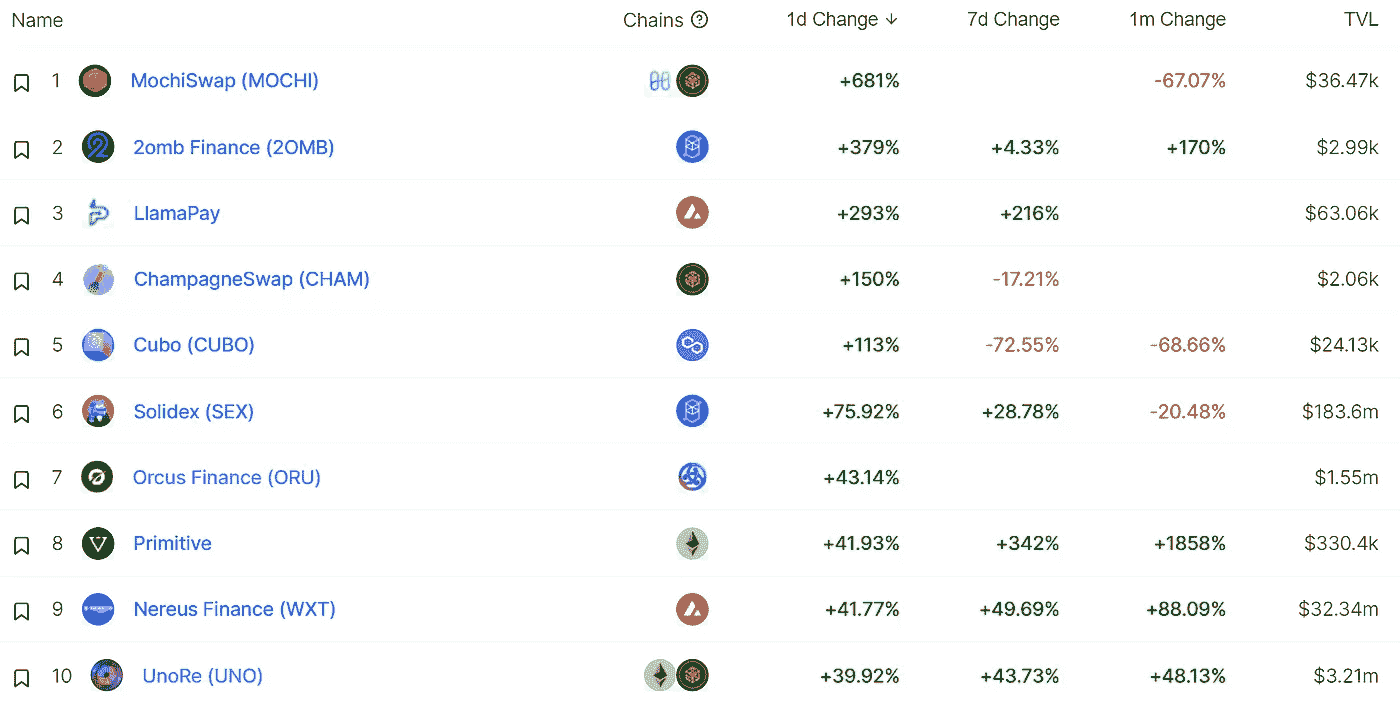 Name Chains ? 1d Change ↓ 7d Change 1m Change TVL
1 MochiSwap (MOCHI) +681% -67.07% $36.47k
2 2omb Finance (2OMB) +379% +4.33% +170% $2.99k
3 LlamaPay +293% +216% $63.06k
4 ChampagneSwap (CHAM) +150% -17.21% $2.06k
5 Cubo (CUBO) +113% -72.55% -68.66% $24.13k
6 Solidex (SEX) +75.92% +28.78% -20.48% $183.6m
7 Orcus Finance (ORU) +43.14% $1.55m
8 Primitive +41.93% +342% +1858% $330.4k
9 Nereus Finance (WXT) +41.77% +49.69% +88.09% $32.34m
10 UnoRe (UNO) +39.92% +43.73% +48.13% $3.21m